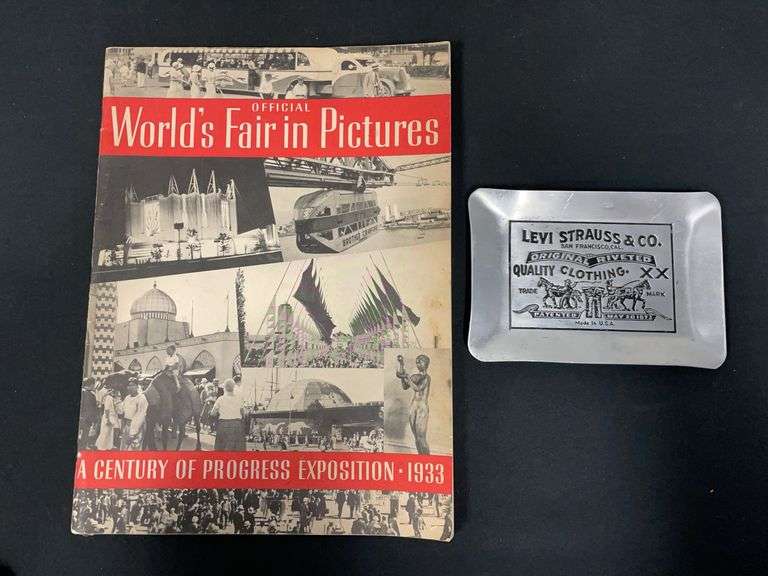 OFFICIAL
World's Fair in Pictures
A CENTURY OF PROGRESS EXPOSITION · 1933
LEVI STRAUSS & CO.
SAN FRANCISCO, CAL.
ORIGINAL RIVETED
QUALITY CLOTHING. XX
TRADE MARK
PATENTED MAY 20 1873
Made In U.S.A.